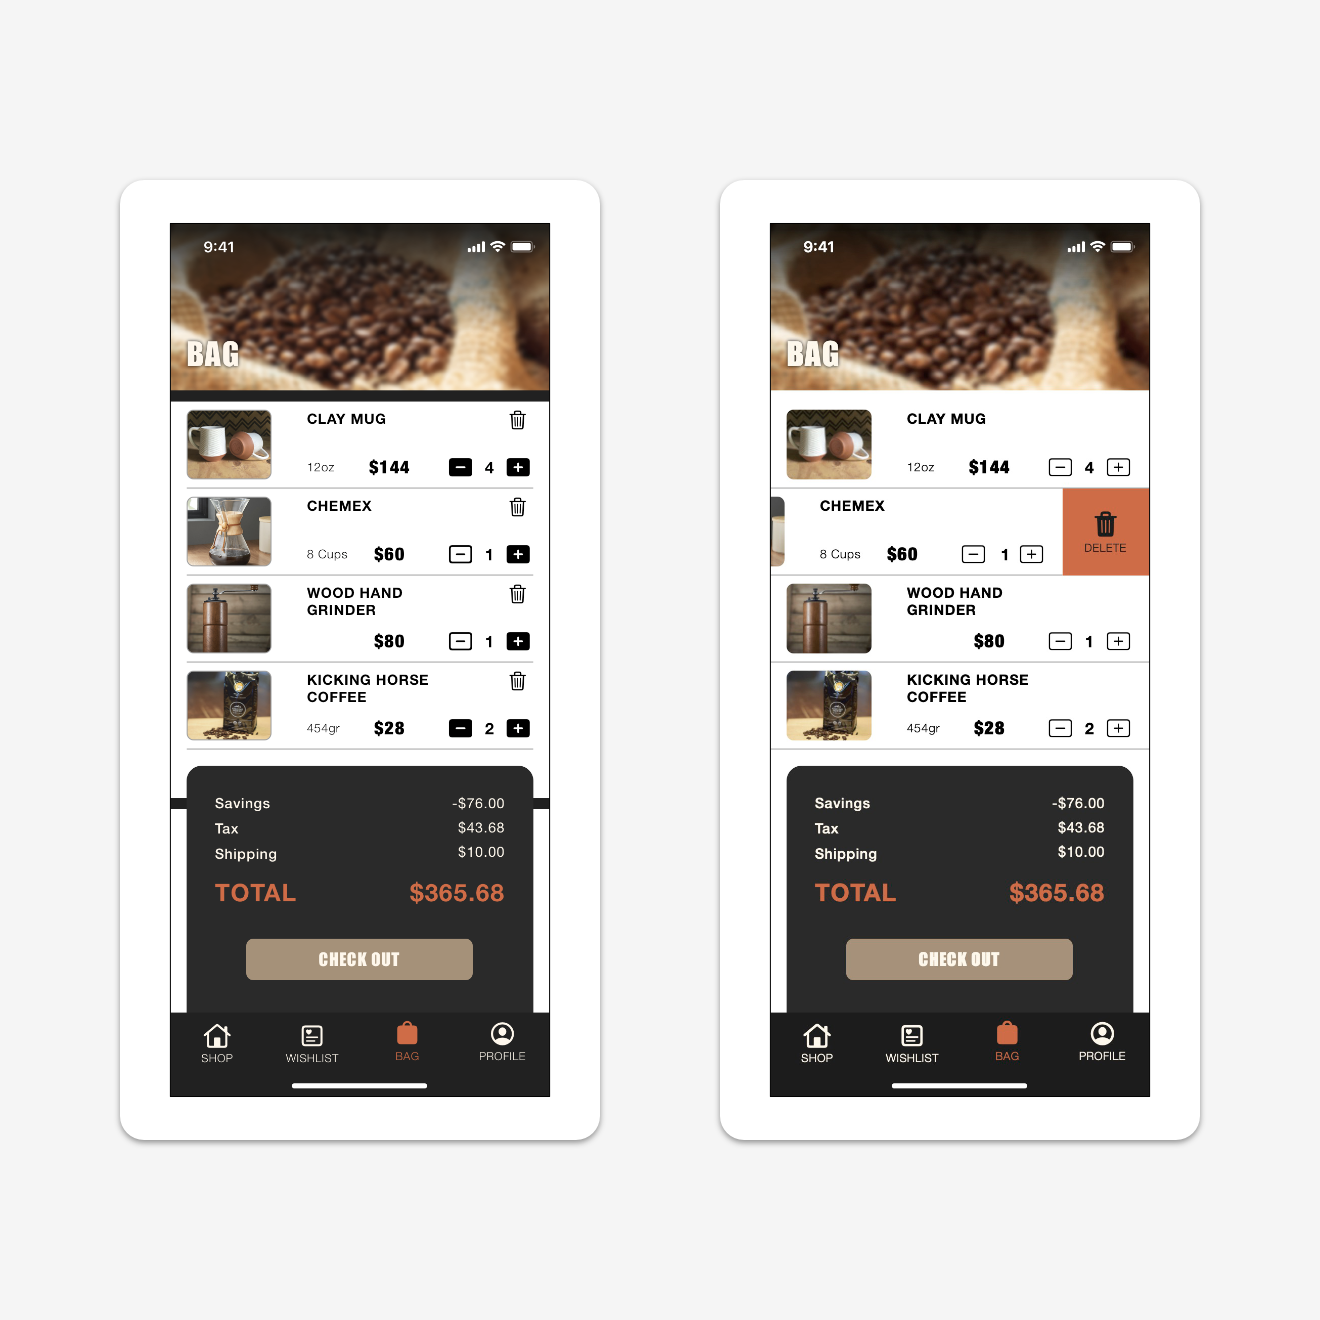 9:41
BAG
CLAY MUG
12oz $144 4
CHEMEX
8 Cups $60 1
WOOD HAND
GRINDER
$80 1
KICKING HORSE
COFFEE
454gr $28 2
Savings -$76.00
Tax $43.68
Shipping $10.00
TOTAL $365.68
CHECK OUT
SHOP WISHLIST BAG PROFILE
9:41
BAG
CLAY MUG
12oz $144 4
CHEMEX
8 Cups $60 1
DELETE
WOOD HAND
GRINDER
$80 1
KICKING HORSE
COFFEE
454gr $28 2
Savings -$76.00
Tax $43.68
Shipping $10.00
TOTAL $365.68
CHECK OUT
SHOP WISHLIST BAG PROFILE